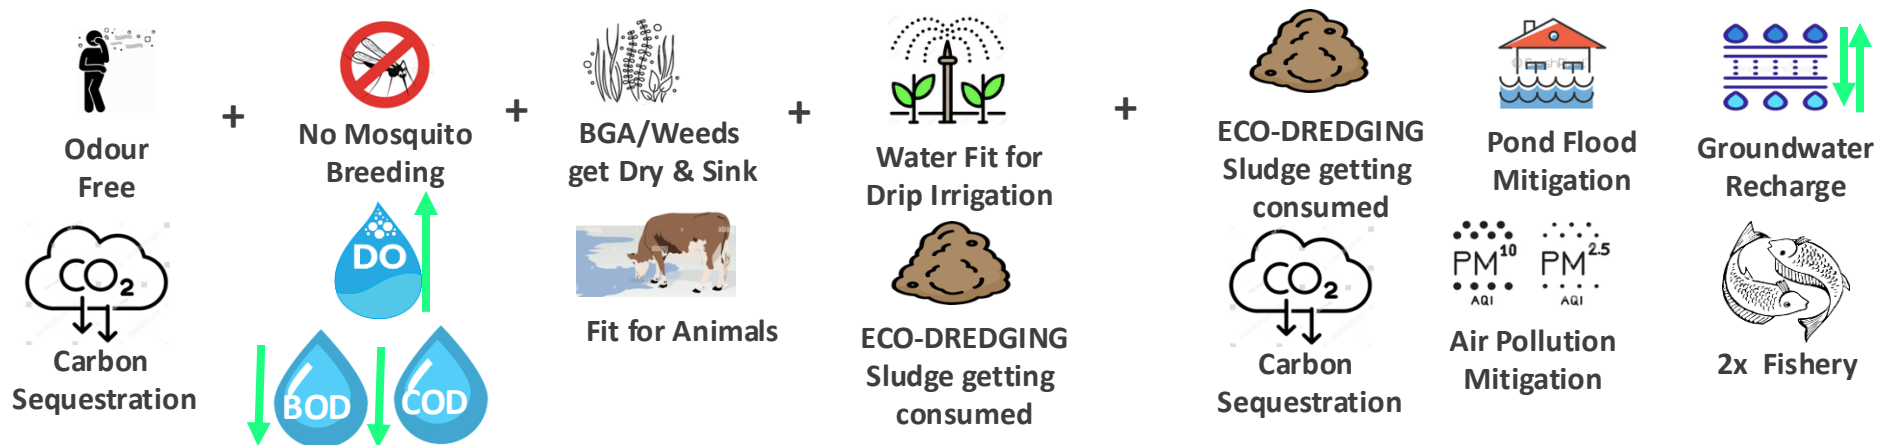 Odour
Free
+
No Mosquito
Breeding
+
BGA/Weeds
get Dry & Sink
+
Water Fit for
Drip Irrigation
+
ECO-DREDGING
Sludge getting
consumed
Pond Flood
Mitigation
Groundwater
Recharge
CO2
Carbon
Sequestration
DO
BOD
COD
Fit for Animals
ECO-DREDGING
Sludge getting
consumed
CO2
Carbon
Sequestration
PM10
AQI
PM2.5
AQI
Air Pollution
Mitigation
2x Fishery